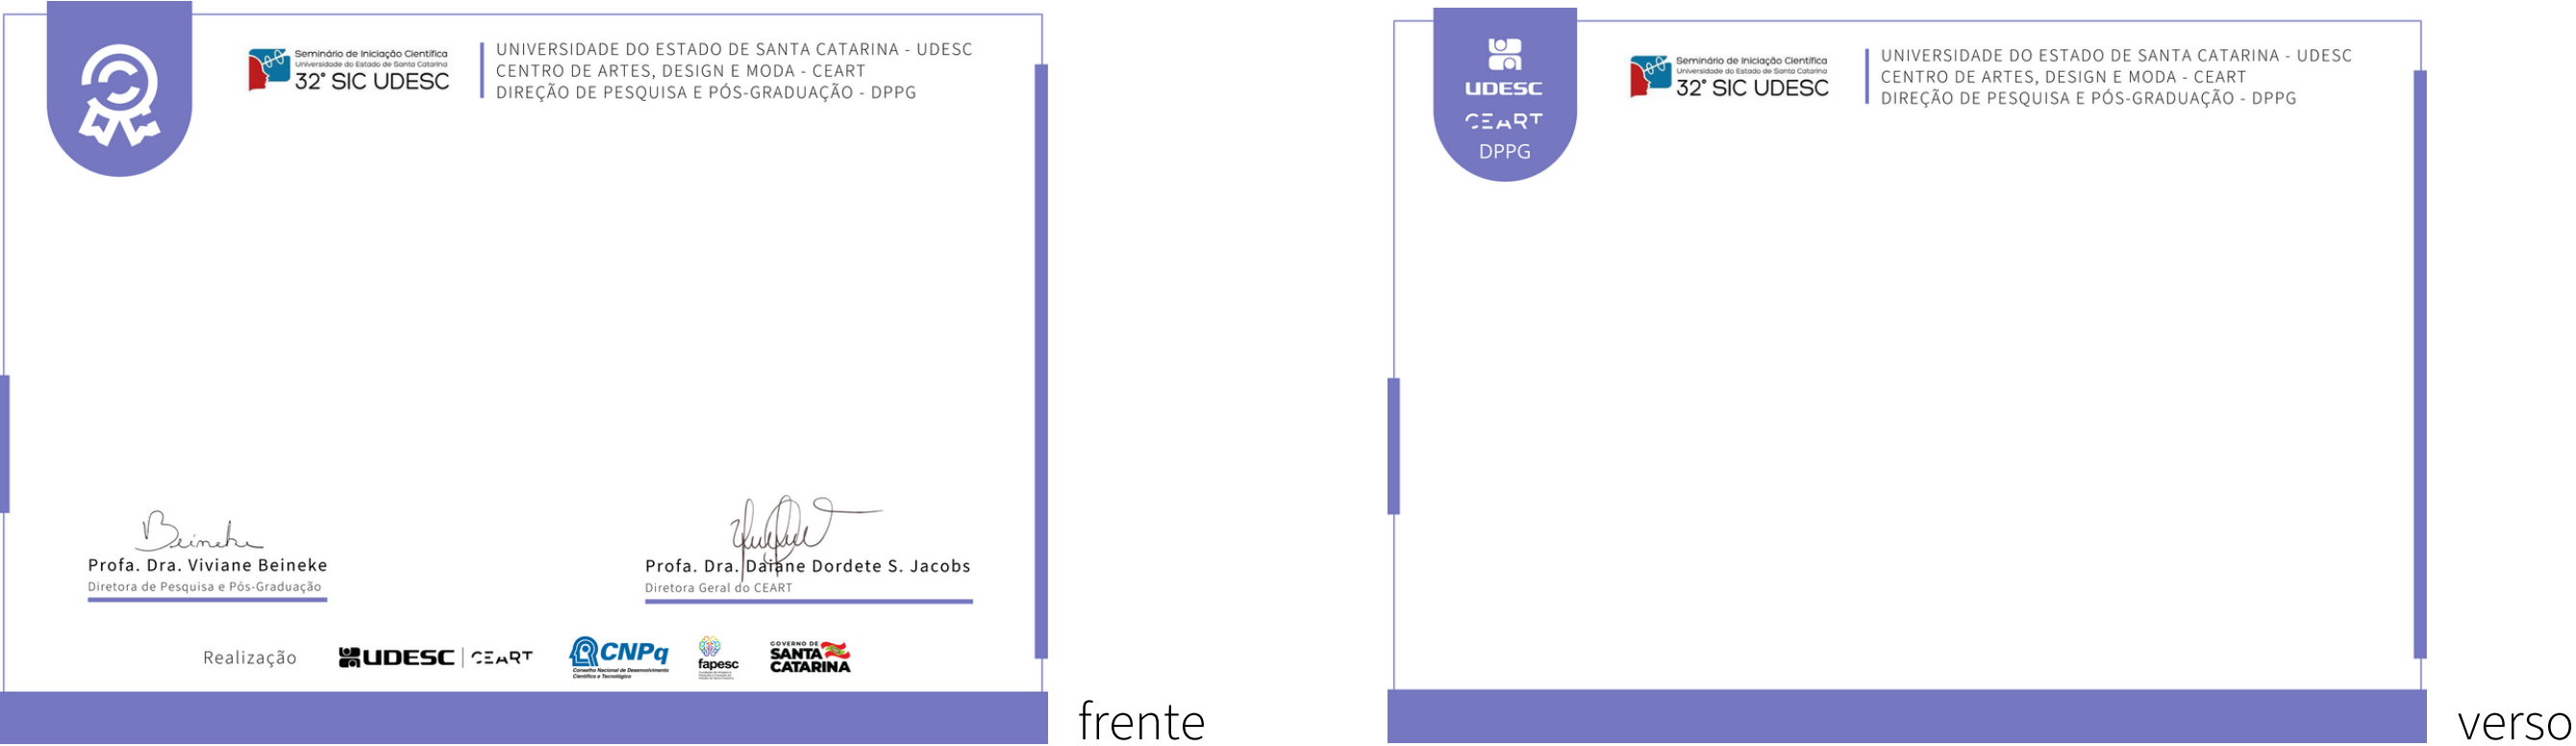 Seminário de Iniciação Científica
Universidade do Estado de Santa Catarina
32° SIC UDESC
UNIVERSIDADE DO ESTADO DE SANTA CATARINA - UDESC
CENTRO DE ARTES, DESIGN E MODA - CEART
DIREÇÃO DE PESQUISA E PÓS-GRADUAÇÃO - DPPG
Beineke
Profa. Dra. Viviane Beineke
Diretora de Pesquisa e Pós-Graduação
Profa. Dra. Daiane Dordete S. Jacobs
Diretora Geral do CEART
Realização
UDESC | CEART
CNPq
Conselho Nacional de Desenvolvimento
Científico e Tecnológico
fapesc
GOVERNO DE
SANTA
CATARINA
frente
UDESC
CEART
DPPG
Seminário de Iniciação Científica
Universidade do Estado de Santa Catarina
32° SIC UDESC
UNIVERSIDADE DO ESTADO DE SANTA CATARINA - UDESC
CENTRO DE ARTES, DESIGN E MODA - CEART
DIREÇÃO DE PESQUISA E PÓS-GRADUAÇÃO - DPPG
verso